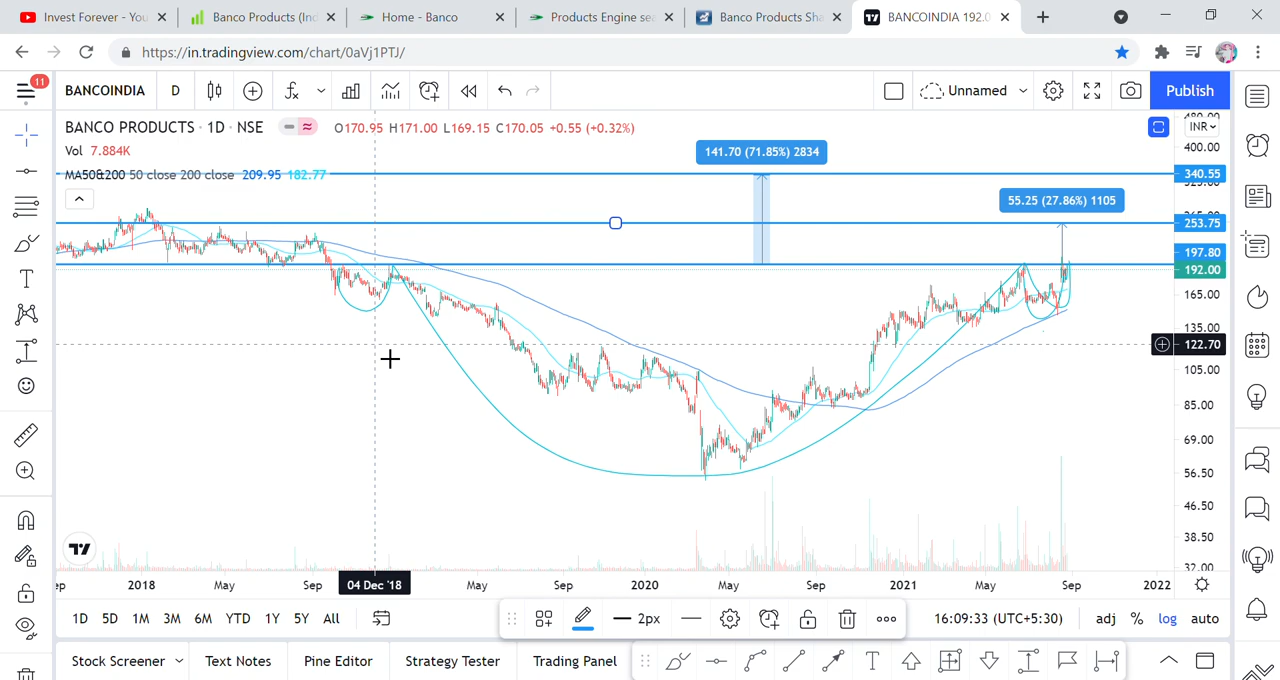 Invest Forever - You
Banco Products (In
Home - Banco
Products Engine sea
Banco Products Sha
BANCOINDIA 192.0
https://in.tradingview.com/chart/0aVj1PTJ/
11
BANCOINDIA
D
Unnamed
Publish
BANCO PRODUCTS · 1D · NSE
O170.95 H171.00 L169.15 C170.05 +0.55 (+0.32%)
INR
Vol 7.884K
MA50&200 50 close 200 close 209.95 182.77
141.70 (71.85%) 2834
55.25 (27.86%) 1105
400.00
340.55
253.75
197.80
192.00
165.00
135.00
122.70
105.00
85.00
69.00
56.50
46.50
38.50
32.00
2018 May Sep 04 Dec '18 May Sep 2020 May Sep 2021 May Sep 2022
1D 5D 1M 3M 6M YTD 1Y 5Y All
2px
16:09:33 (UTC+5:30)
adj % log auto
Stock Screener
Text Notes
Pine Editor
Strategy Tester
Trading Panel